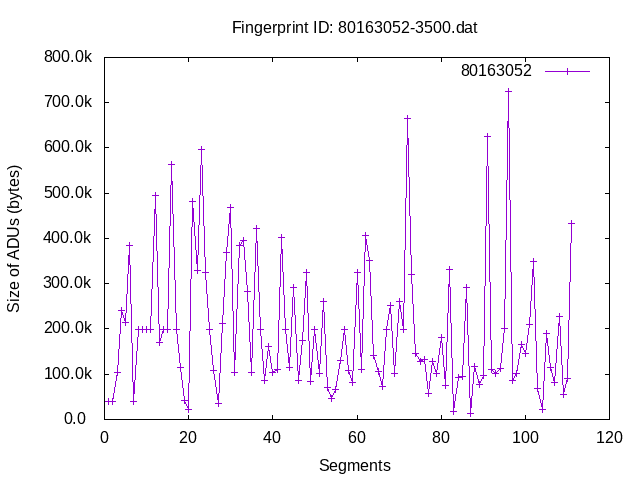 Fingerprint ID: 80163052-3500.dat
800.0k
80163052
700.0k
600.0k
500.0k
400.0k
300.0k
200.0k
100.0k
0.0
Size of ADUs (bytes)
0 20 40 60 80 100 120
Segments